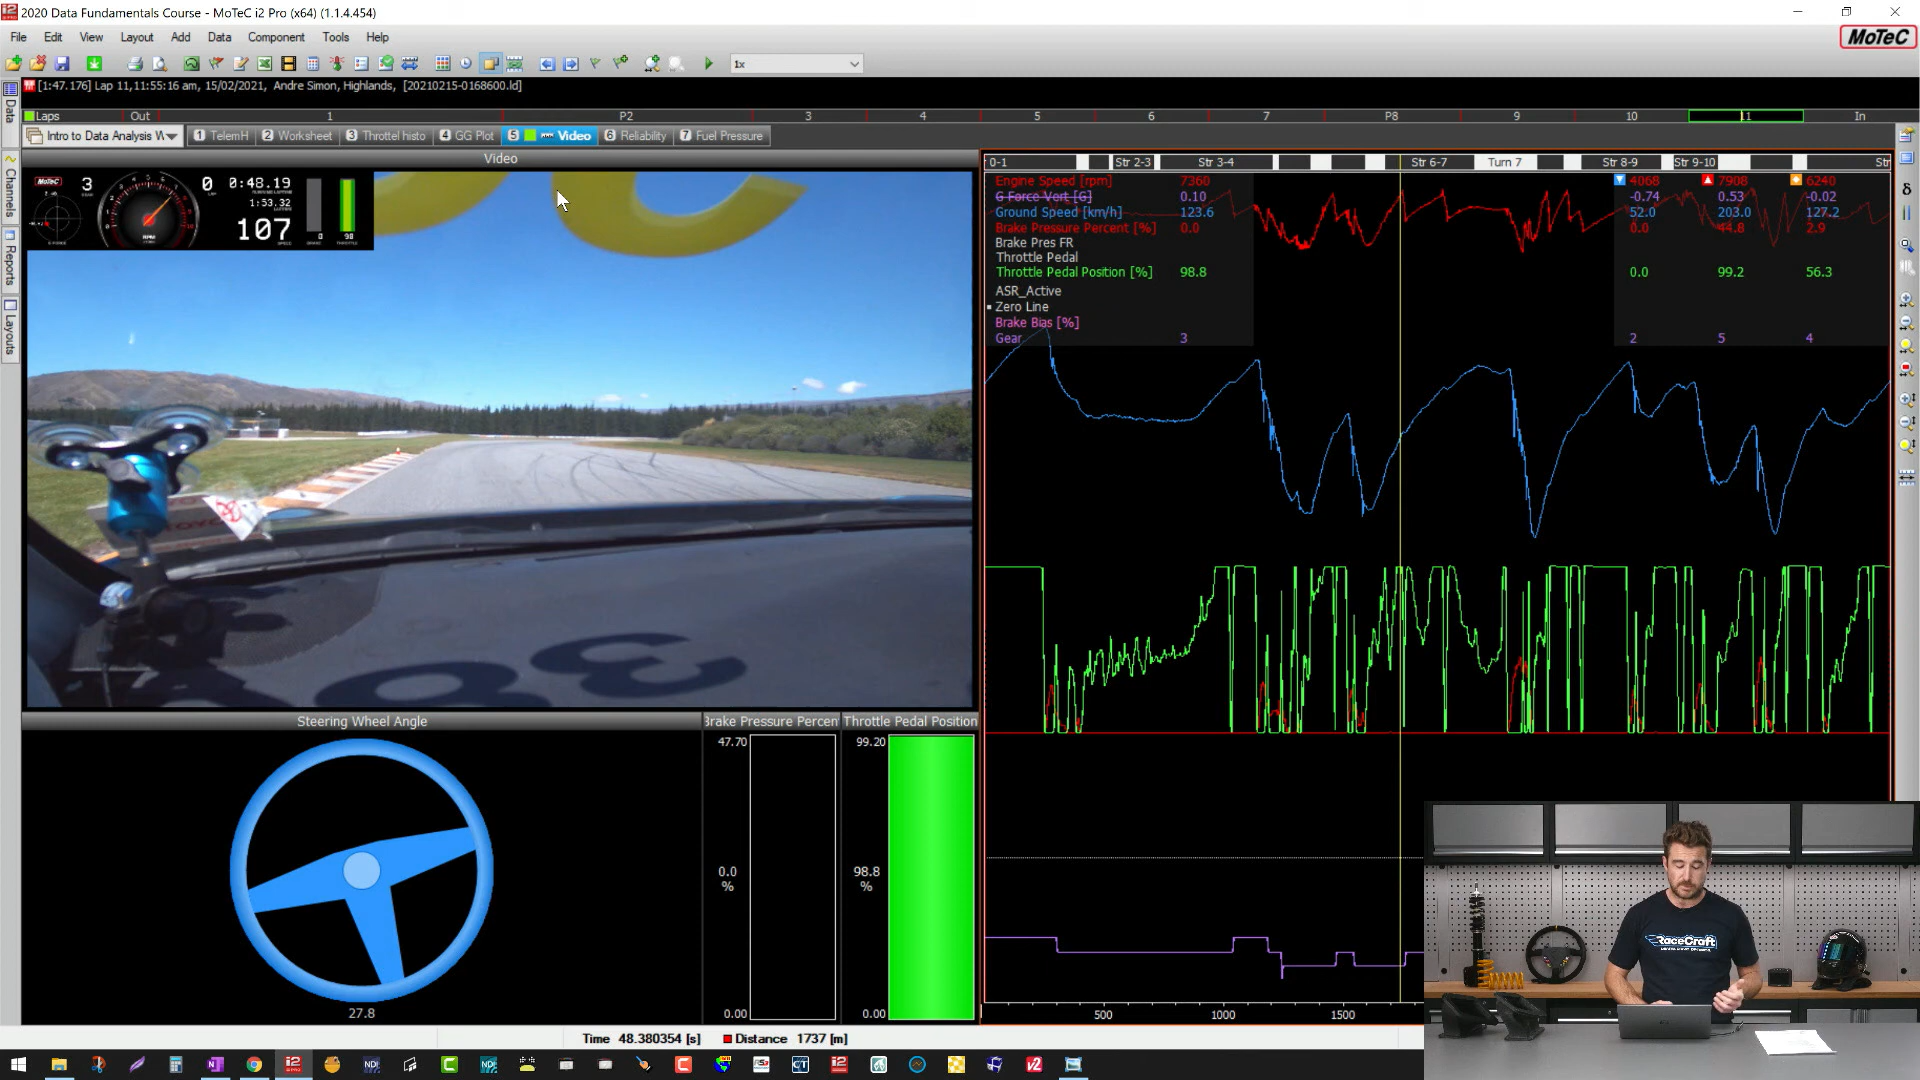 2020 Data Fundamentals Course - MoTeC i2 Pro (x64) (1.1.4.454)
File Edit View Layout Add Data Component Tools Help
MoTeC
1x
[1:47.176] Lap 11,11:55:16 am, 15/02/2021, Andre Simon, Highlands, [20210215-0168600.ld]
Laps Out 1 P2 3 4 5 7 P8 9 10 11 In
Intro to Data Analysis W 1 TelemH 2 Worksheet 3 Throttel histo 4 GG Plot 5 Video 6 Reliability 7 Fuel Pressure
Data
Channels
Reports
Layouts
Video
MoTeC 3 0 0:48.19
1:53.32
107
0 98
38
Steering Wheel Angle
27.8
Brake Pressure Percen
47.70
0.0
%
0.00
Throttle Pedal Position
99.20
98.8
%
0.00
0-1 Str 2-3 Str 3-4 Str 6-7 Turn 7 Str 8-9 Str 9-10 Str
Engine Speed [rpm] 7360 4068 7908 6240
G Force Vert [G] 0.10 -0.74 0.53 -0.02
Ground Speed [km/h] 123.6 52.0 203.0 127.2
Brake Pressure Percent [%] 0.0 0.0 44.8 2.9
Brake Pres FR
Throttle Pedal
Throttle Pedal Position [%] 98.8 0.0 99.2 56.3
ASR_Active
Zero Line
Brake Bias [%]
Gear 3 2 5 4
500 1000 1500
RaceCraft
Time 48.380354 [s] Distance 1737 [m]